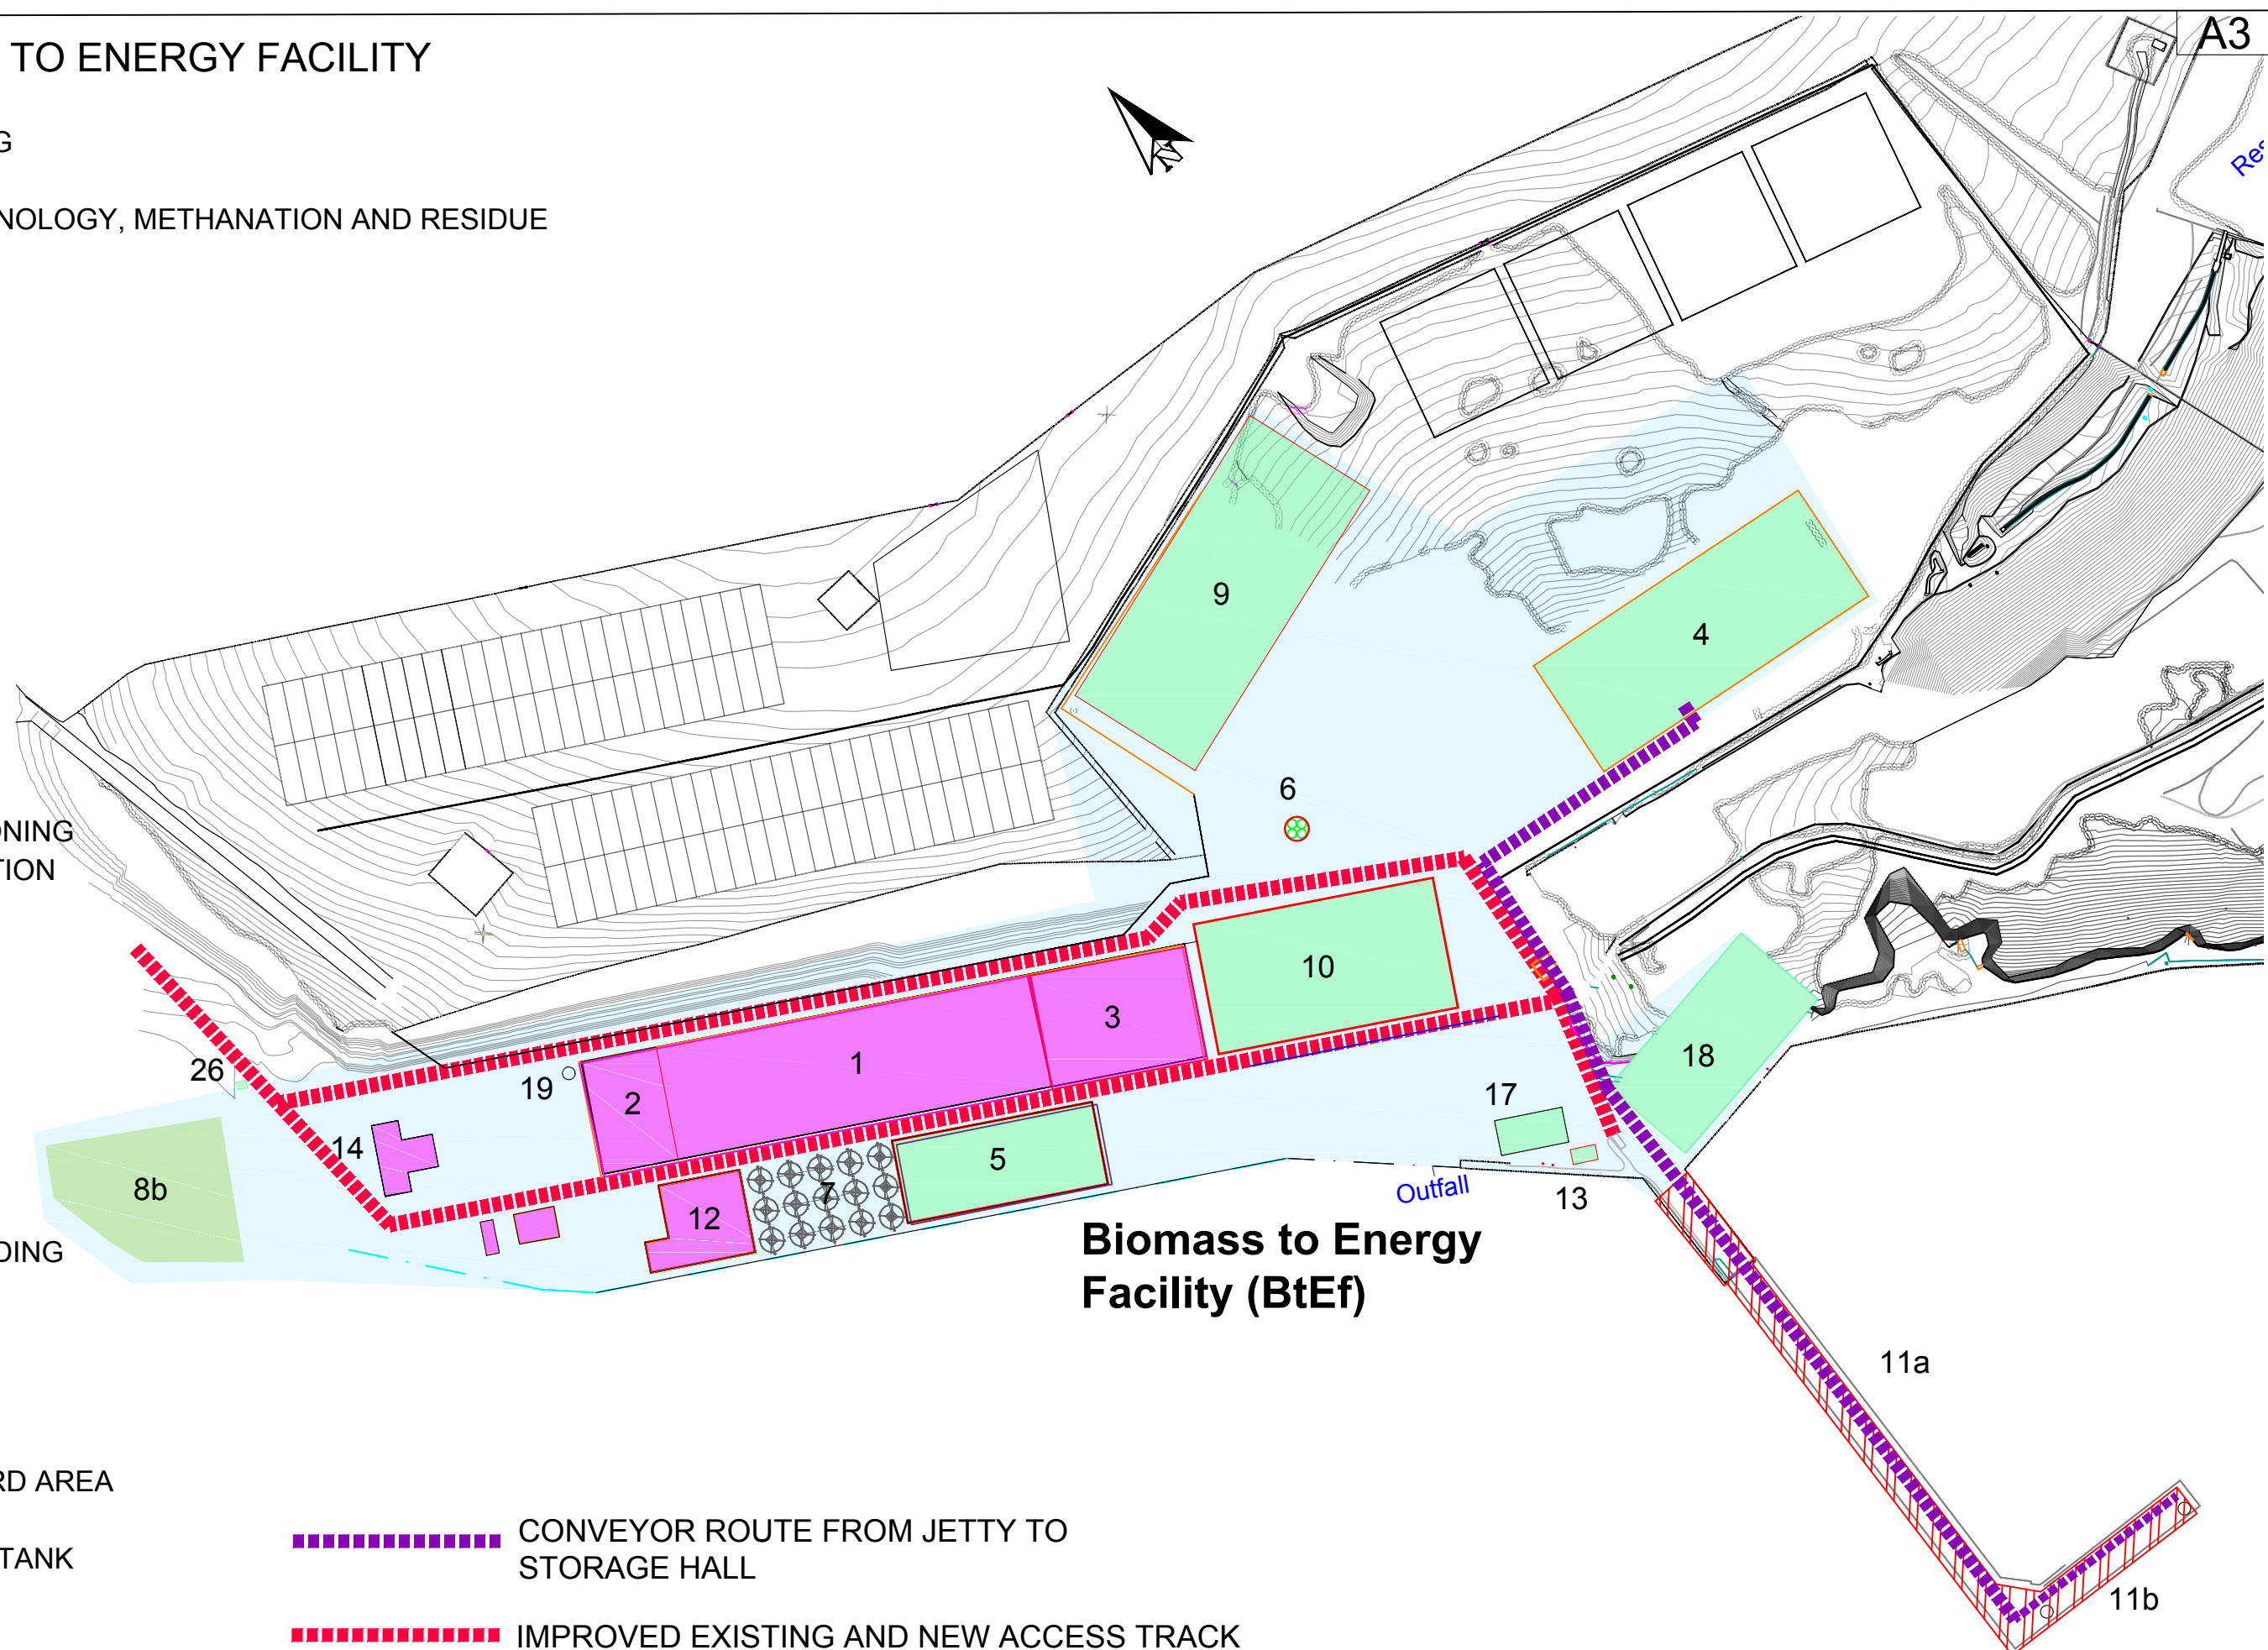 A3
TO ENERGY FACILITY
G
NOLOGY, METHANATION AND RESIDUE
N
Res
9
4
6
ONING
TION
10
3
1
2
19
26
14
18
17
5
7
12
8b
13
Outfall
DING
Biomass to Energy
Facility (BtEf)
11a
11b
RD AREA
TANK
CONVEYOR ROUTE FROM JETTY TO
STORAGE HALL
IMPROVED EXISTING AND NEW ACCESS TRACK